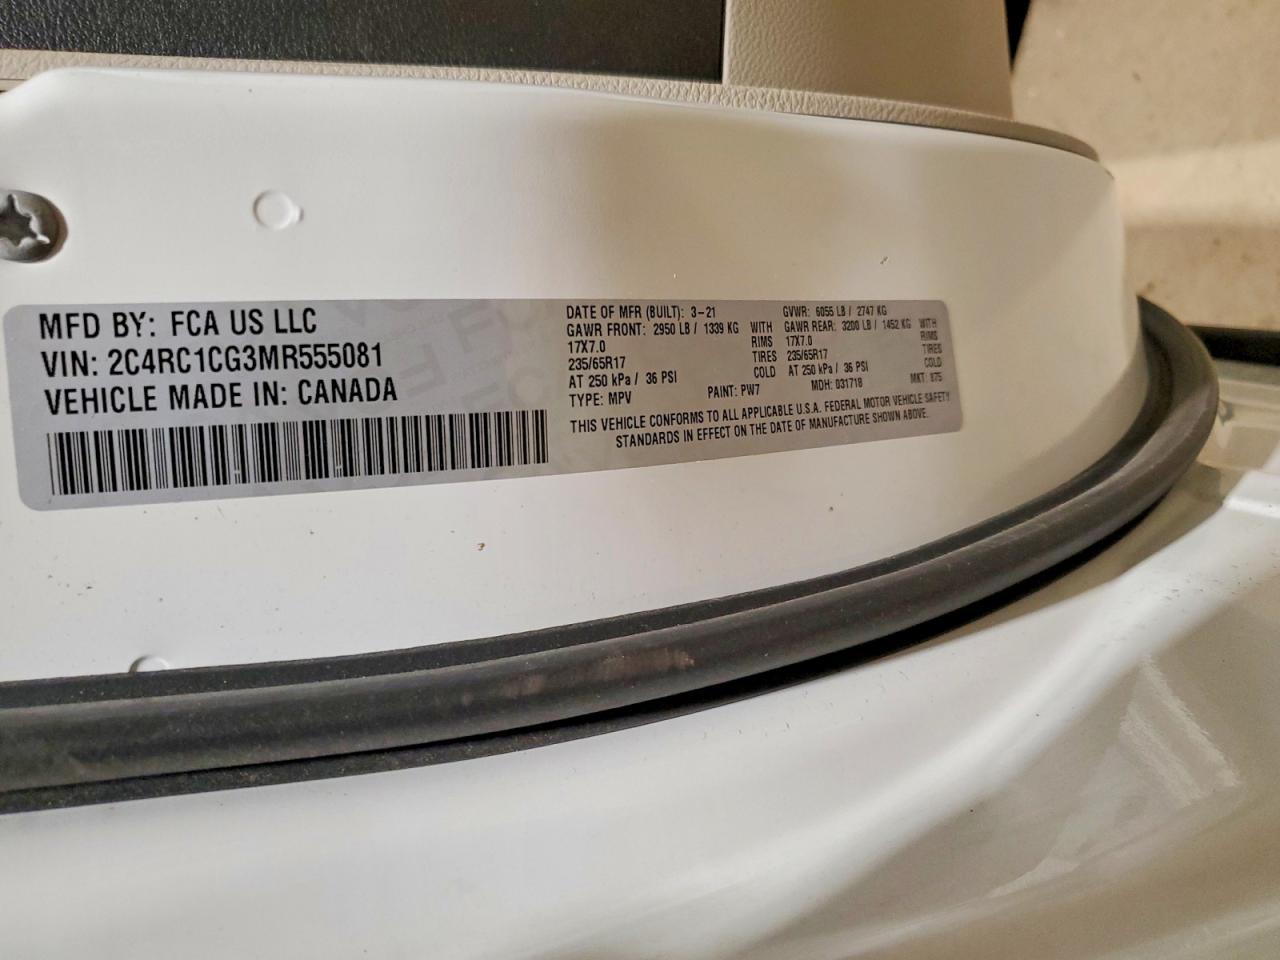 MFD BY: FCA US LLC
VIN: 2C4RC1CG3MR555081
VEHICLE MADE IN: CANADA
DATE OF MFR (BUILT): 3-21
GVWR: 6055 LB / 2747 KG
GAWR FRONT: 2950 LB / 1339 KG WITH
GAWR REAR: 3200 LB / 1452 KG WITH
17X7.0 RIMS
17X7.0 RIMS
235/65R17 TIRES
235/65R17 TIRES
AT 250 kPa / 36 PSI COLD
AT 250 kPa / 36 PSI COLD
TYPE: MPV PAINT: PW7 MDH: 031718 MKT: 875
THIS VEHICLE CONFORMS TO ALL APPLICABLE U.S.A. FEDERAL MOTOR VEHICLE SAFETY
STANDARDS IN EFFECT ON THE DATE OF MANUFACTURE SHOWN ABOVE.